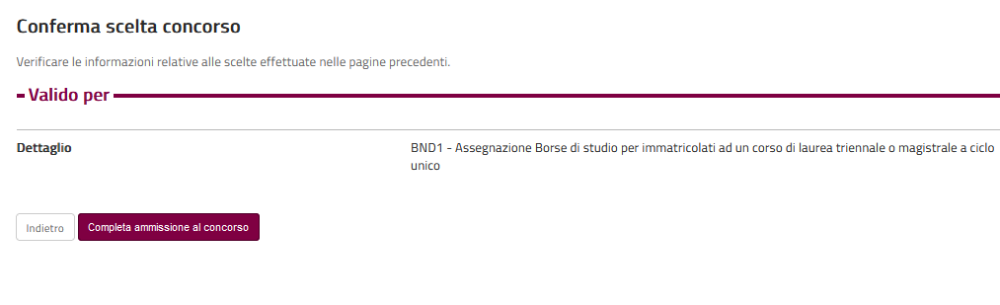 Conferma scelta concorso
Verificare le informazioni relative alle scelte effettuate nelle pagine precedenti.
Valido per
Dettaglio
BND1 - Assegnazione Borse di studio per immatricolati ad un corso di laurea triennale o magistrale a ciclo
unico
Indietro
Completa ammissione al concorso